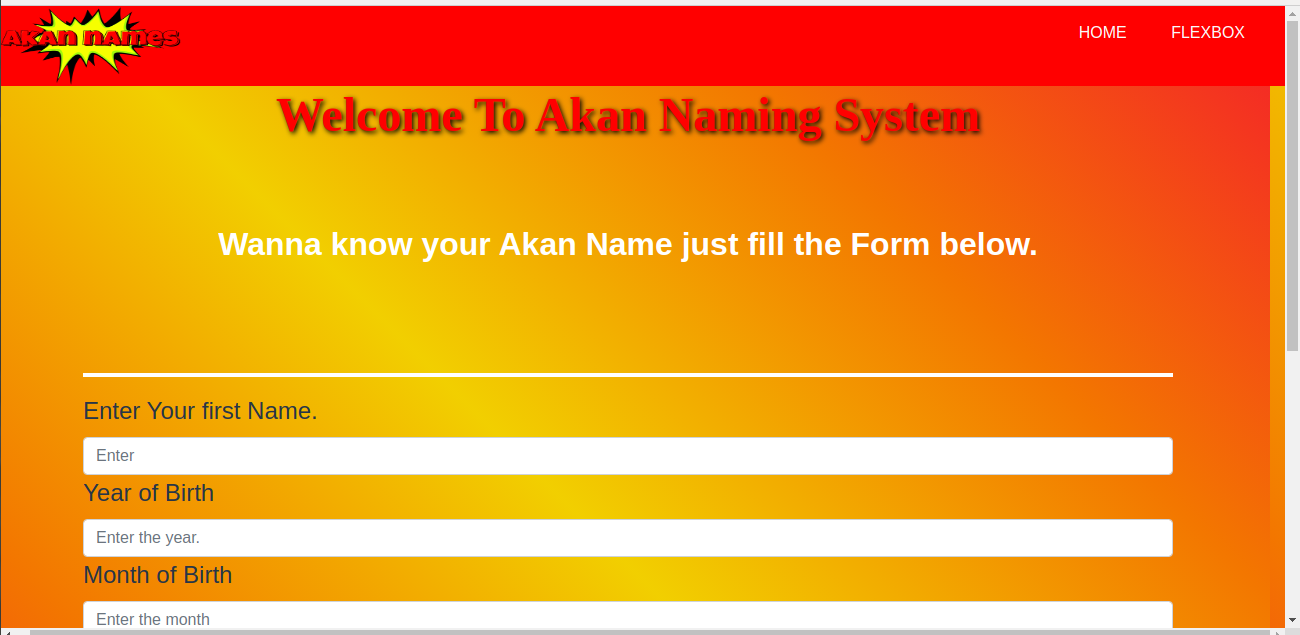 AKAN NAMES
HOME FLEXBOX
Welcome To Akan Naming System
Wanna know your Akan Name just fill the Form below.
Enter Your first Name.
Enter
Year of Birth
Enter the year.
Month of Birth
Enter the month